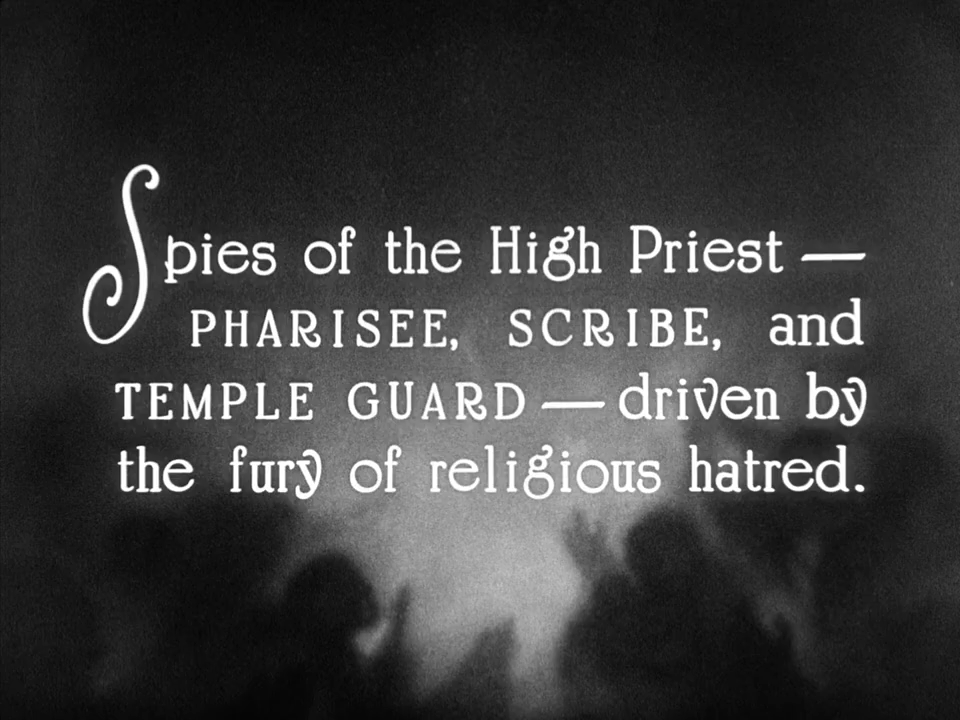 Spies of the High Priest —
PHARISEE, SCRIBE, and
TEMPLE GUARD — driven by
the fury of religious hatred.